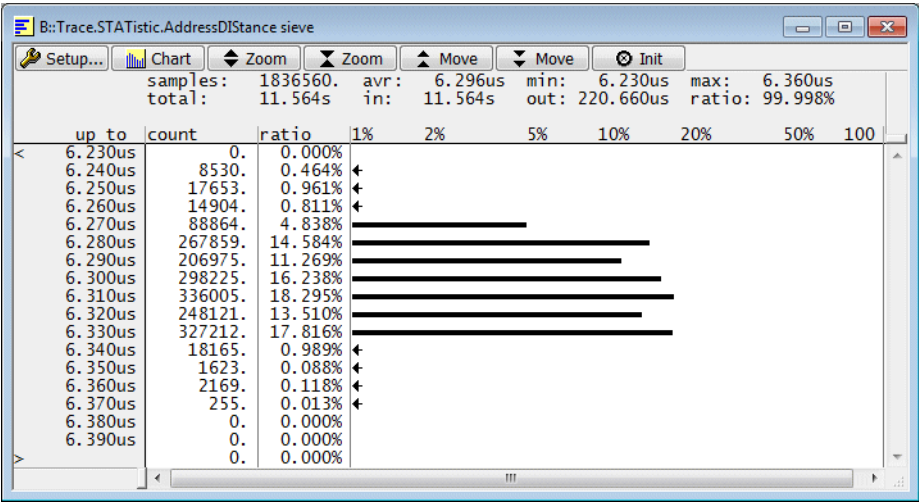 B::Trace.STATistic.AddressDIStance sieve
Setup... Chart Zoom Zoom Move Move Init
samples: 1836560. avr: 6.296us min: 6.230us max: 6.360us
total: 11.564s in: 11.564s out: 220.660us ratio: 99.998%
up to count ratio 1% 2% 5% 10% 20% 50% 100
< 6.230us 0. 0.000%
6.240us 8530. 0.464%
6.250us 17653. 0.961%
6.260us 14904. 0.811%
6.270us 88864. 4.838%
6.280us 267859. 14.584%
6.290us 206975. 11.269%
6.300us 298225. 16.238%
6.310us 336005. 18.295%
6.320us 248121. 13.510%
6.330us 327212. 17.816%
6.340us 18165. 0.989%
6.350us 1623. 0.088%
6.360us 2169. 0.118%
6.370us 255. 0.013%
6.380us 0. 0.000%
6.390us 0. 0.000%
> 0. 0.000%